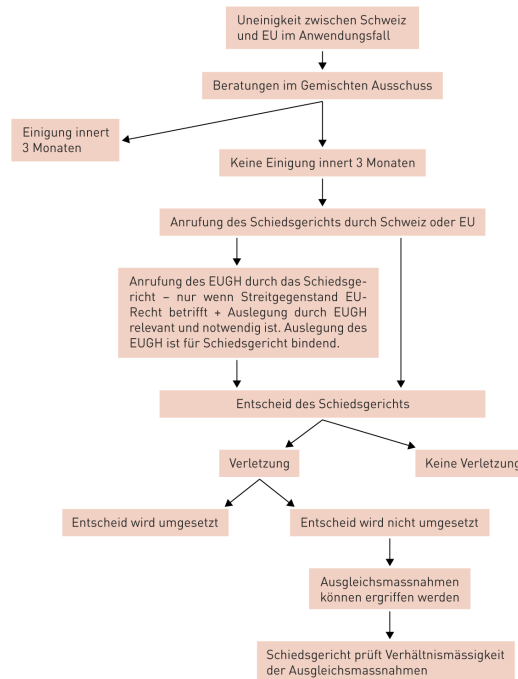 Uneinigkeit zwischen Schweiz
und EU im Anwendungsfall
Beratungen im Gemischten Ausschuss
Einigung innert
3 Monaten
Keine Einigung innert 3 Monaten
Anrufung des Schiedsgerichts durch Schweiz oder EU
Anrufung des EUGH durch das Schiedsge-
richt – nur wenn Streitgegenstand EU-
Recht betrifft + Auslegung durch EUGH
relevant und notwendig ist. Auslegung des
EUGH ist für Schiedsgericht bindend.
Entscheid des Schiedsgerichts
Verletzung
Keine Verletzung
Entscheid wird umgesetzt
Entscheid wird nicht umgesetzt
Ausgleichsmassnahmen
können ergriffen werden
Schiedsgericht prüft Verhältnismässigkeit
der Ausgleichsmassnahmen